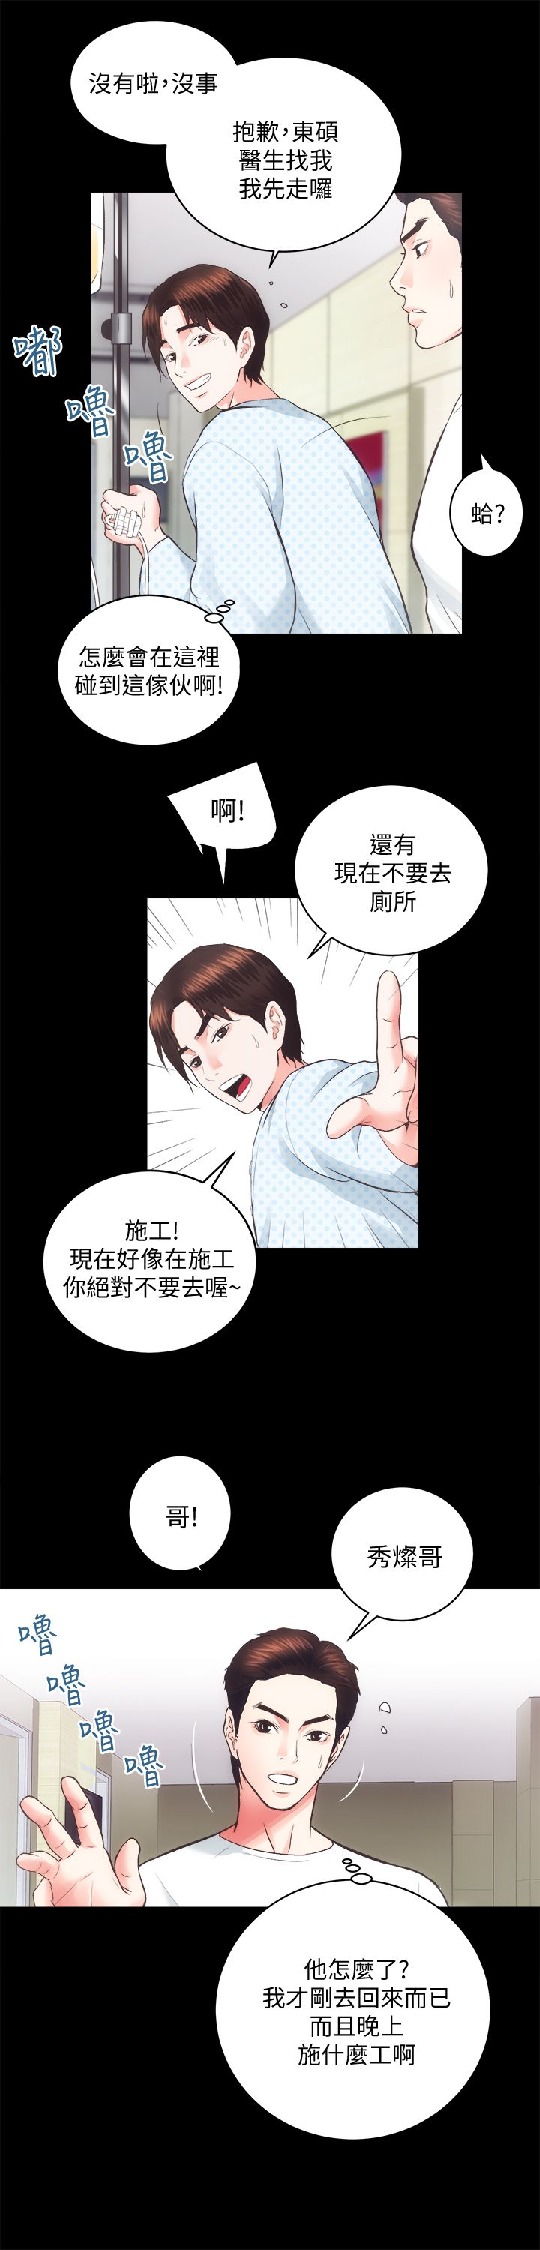 沒有啦，沒事
抱歉，東碩
醫生找我
我先走囉
嘟
嚕
嚕
蛤?
怎麼會在這裡
碰到這傢伙啊!
啊!
還有
現在不要去
廁所
施工!
現在好像在施工
你絕對不要去喔~
哥!
秀燦哥
嚕
嚕
嚕
嚕
他怎麼了?
我才剛去回來而已
而且晚上
施什麼工啊